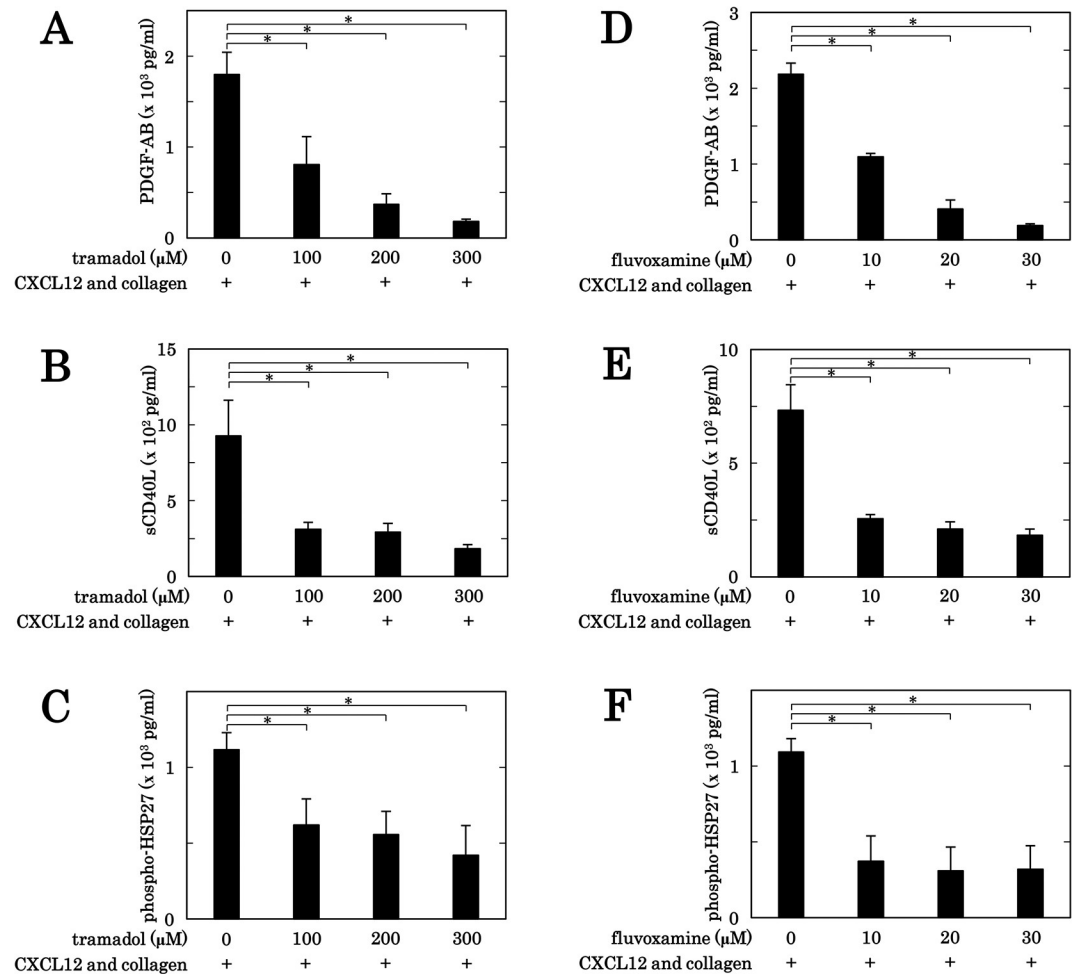 A
PDGF-AB (x 10³ pg/ml)
* * *
2
1
0
tramadol (μM) 0 100 200 300
CXCL12 and collagen + + + +
D
PDGF-AB (x 10³ pg/ml)
* * *
3
2
1
0
fluvoxamine (μM) 0 10 20 30
CXCL12 and collagen + + + +
B
sCD40L (x 10² pg/ml)
* * *
15
10
5
0
tramadol (μM) 0 100 200 300
CXCL12 and collagen + + + +
E
sCD40L (x 10² pg/ml)
* * *
10
5
0
fluvoxamine (μM) 0 10 20 30
CXCL12 and collagen + + + +
C
phospho-HSP27 (x 10³ pg/ml)
* * *
1
0
tramadol (μM) 0 100 200 300
CXCL12 and collagen + + + +
F
phospho-HSP27 (x 10³ pg/ml)
* * *
1
0
fluvoxamine (μM) 0 10 20 30
CXCL12 and collagen + + + +